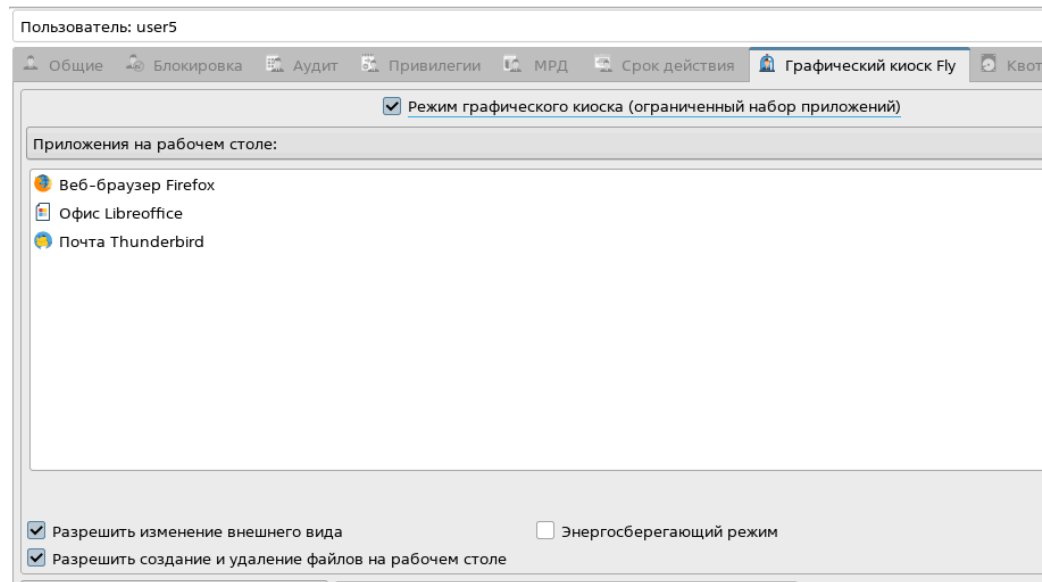 Пользователь: user5
Общие Блокировка Аудит Привилегии МРД Срок действия Графический киоск Fly Квот
Режим графического киоска (ограниченный набор приложений)
Приложения на рабочем столе:
Веб-браузер Firefox
Офис Libreoffice
Почта Thunderbird
Разрешить изменение внешнего вида Энергосберегающий режим
Разрешить создание и удаление файлов на рабочем столе